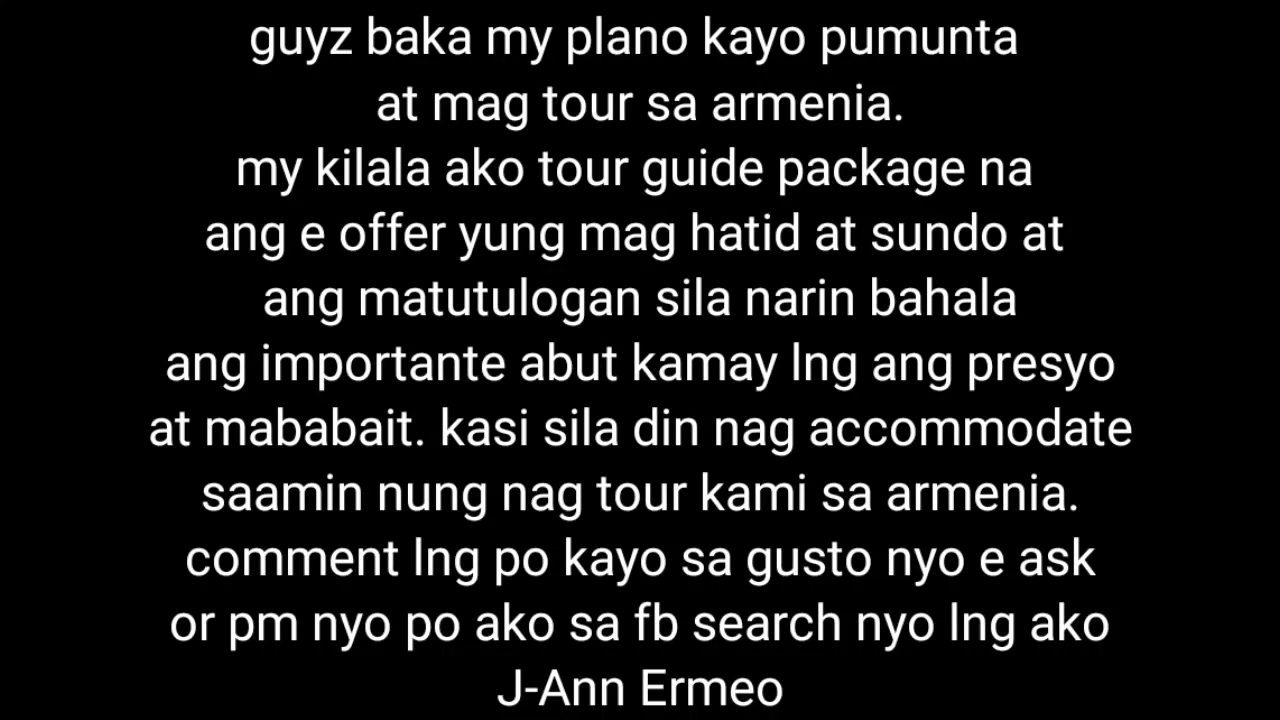 guyz baka my plano kayo pumunta
at mag tour sa armenia.
my kilala ako tour guide package na
ang e offer yung mag hatid at sundo at
ang matutulogan sila narin bahala
ang importante abut kamay lng ang presyo
at mababait. kasi sila din nag accommodate
saamin nung nag tour kami sa armenia.
comment lng po kayo sa gusto nyo e ask
or pm nyo po ako sa fb search nyo lng ako
J-Ann Ermeo